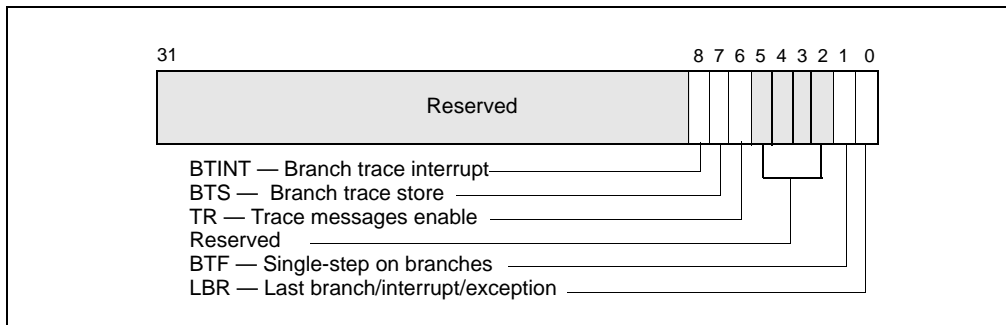 31 8 7 6 5 4 3 2 1 0
Reserved
BTINT — Branch trace interrupt
BTS — Branch trace store
TR — Trace messages enable
Reserved
BTF — Single-step on branches
LBR — Last branch/interrupt/exception